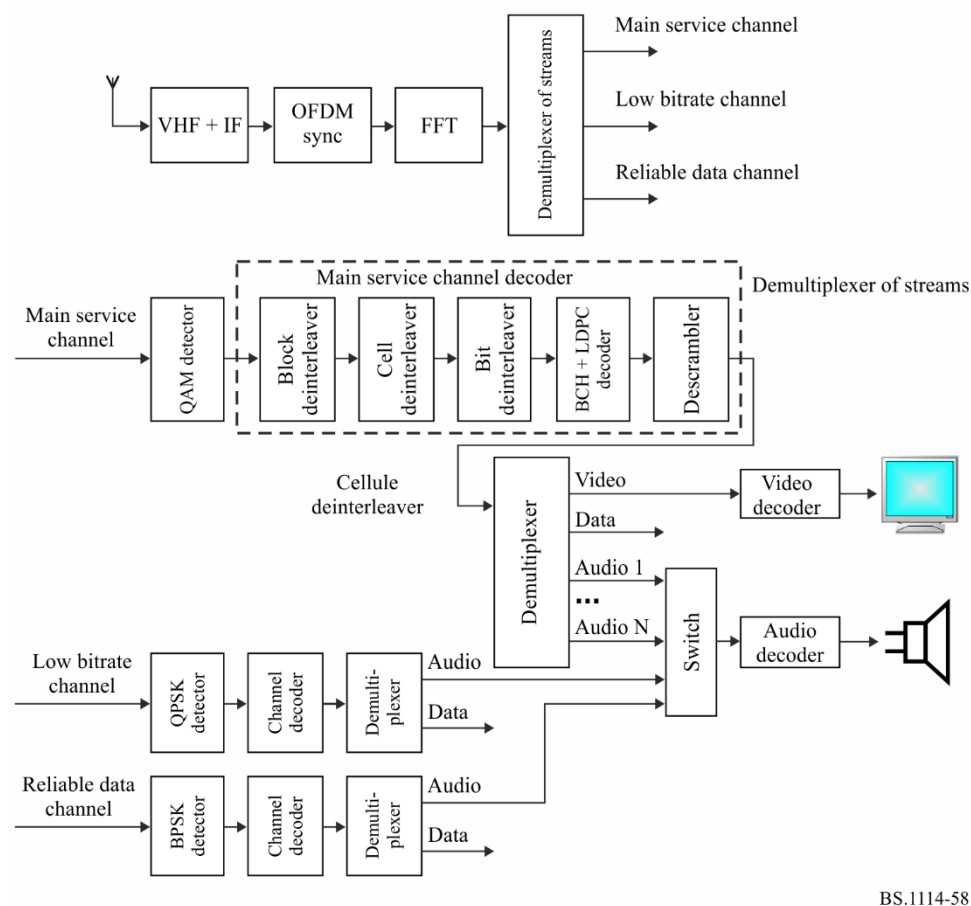 Main service channel
VHF + IF
OFDM
sync
FFT
Demultiplexer of streams
Low bitrate channel
Reliable data channel
Main service channel decoder
Demultiplexer of streams
Main service
channel
QAM detector
Block
deinterleaver
Cell
deinterleaver
Bit
deinterleaver
BCH + LDPC
decoder
Descrambler
Cellule
deinterleaver
Demultiplexer
Video
Data
Audio 1
...
Audio N
Video
decoder
Switch
Audio
decoder
Low bitrate
channel
QPSK
detector
Channel
decoder
Demulti-
plexer
Audio
Data
Reliable data
channel
BPSK
detector
Channel
decoder
Demulti-
plexer
Audio
Data
BS.1114-58